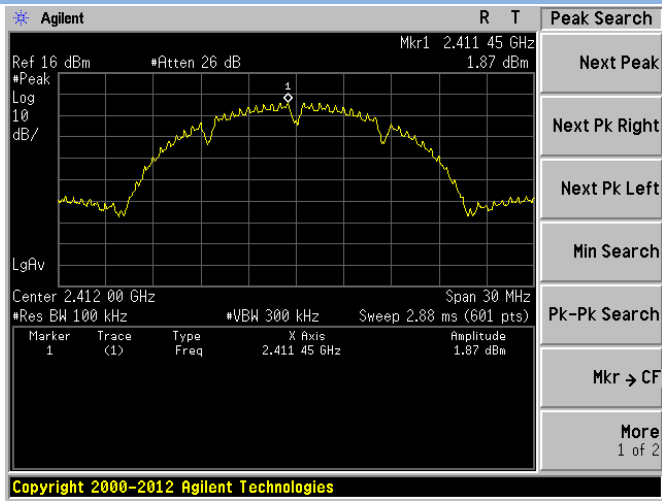 Agilent R T Peak Search
Mkr1 2.411 45 GHz
Ref 16 dBm #Atten 26 dB 1.87 dBm
#Peak
Log
10
dB/
1
LgAv
Center 2.412 00 GHz Span 30 MHz
#Res BW 100 kHz #VBW 300 kHz Sweep 2.88 ms (601 pts)
Marker Trace Type X Axis Amplitude
1 (1) Freq 2.411 45 GHz 1.87 dBm
Next Peak
Next Pk Right
Next Pk Left
Min Search
Pk-Pk Search
Mkr → CF
More
1 of 2
Copyright 2000-2012 Agilent Technologies